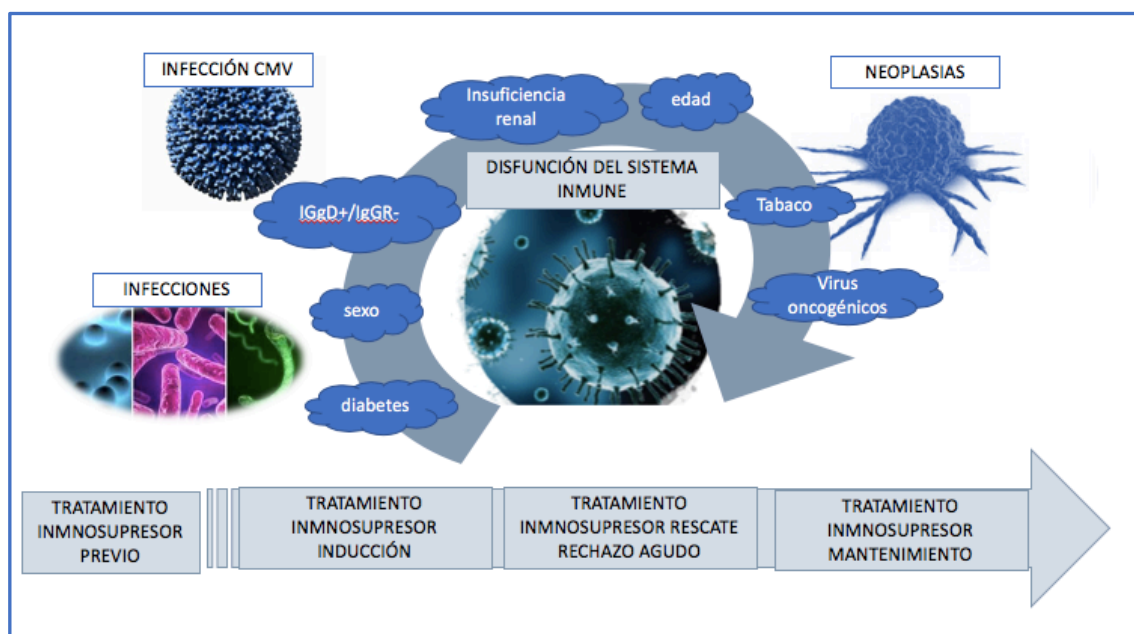 INFECCIÓN CMV
NEOPLASIAS
Insuficiencia
renal
edad
DISFUNCIÓN DEL SISTEMA
INMUNE
IGgD+/IgGR-
Tabaco
INFECCIONES
sexo
Virus
oncogénicos
diabetes
TRATAMIENTO
INMNOSUPRESOR
PREVIO
TRATAMIENTO
INMNOSUPRESOR
INDUCCIÓN
TRATAMIENTO
INMNOSUPRESOR RESCATE
RECHAZO AGUDO
TRATAMIENTO
INMNOSUPRESOR
MANTENIMIENTO